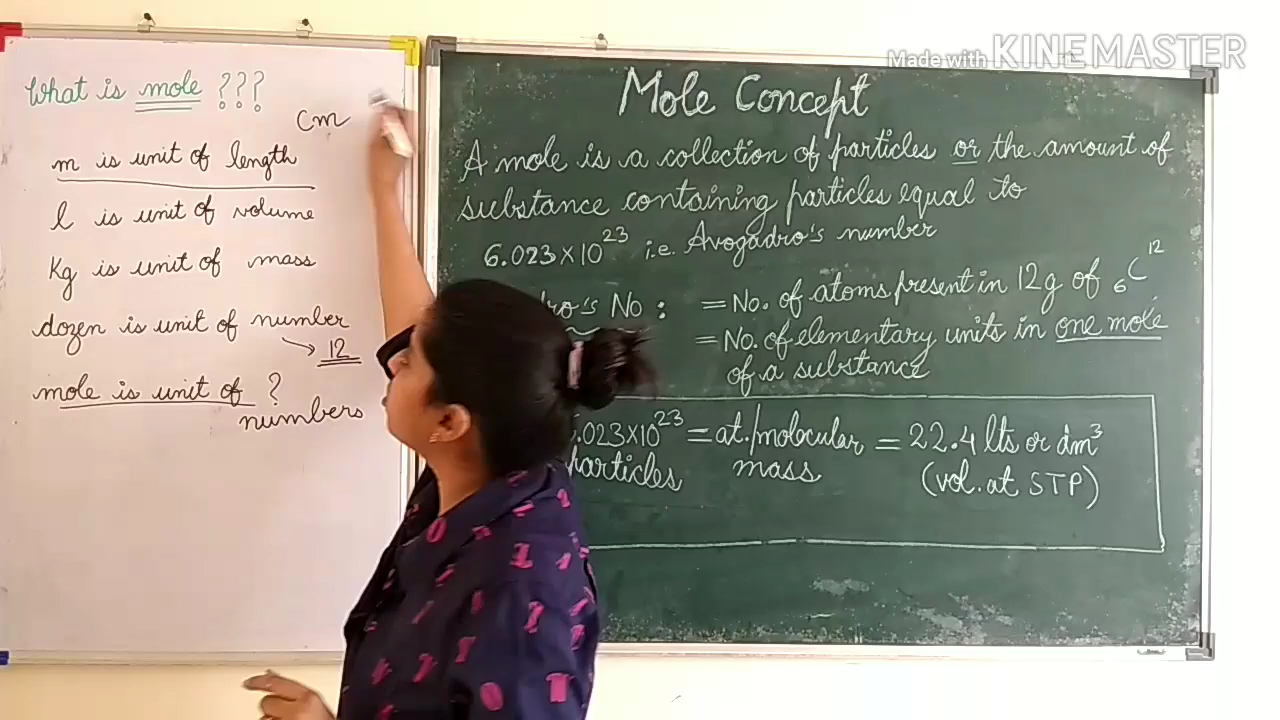 Made with KINEMASTER
What is mole ???
cm
m is unit of length
l is unit of volume
Kg is unit of mass
dozen is unit of number
12
mole is unit of ?
numbers
Mole Concept
A mole is a collection of particles or the amount of
substance containing particles equal to
6.023×10²³ i.e. Avogadro's number
No : = No. of atoms present in 12g of ₆C¹²
= No. of elementary units in one mole
of a substance
.023×10²³ = at./molecular = 22.4 lts or dm³
particles mass (vol. at STP)